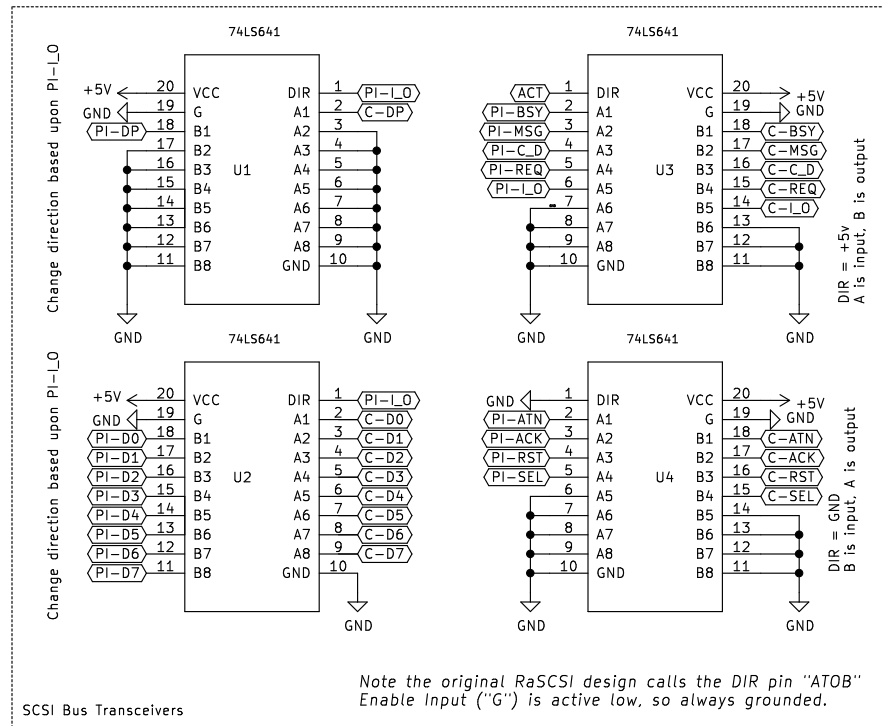 74LS641
Change direction based upon PI-I_O
+5V 20 VCC DIR 1 PI-I_O
GND 19 G A1 2 C-DP
PI-DP 18 B1 A2 3
17 B2 A3 4
16 B3 U1 A4 5
15 B4 A5 6
14 B5 A6 7
13 B6 A7 8
12 B7 A8 9
11 B8 GND 10
GND GND
74LS641
ACT 1 DIR VCC 20 +5V
PI-BSY 2 A1 G 19 GND
PI-MSG 3 A2 B1 18 C-BSY
PI-C_D 4 A3 B2 17 C-MSG
PI-REQ 5 A4 U3 B3 16 C-C_D
PI-I_O 6 A5 B4 15 C-REQ
7 A6 B5 14 C-I_O
8 A7 B6 13
9 A8 B7 12
10 GND B8 11
GND GND
DIR = +5v
A is input, B is output
74LS641
Change direction based upon PI-I_O
+5V 20 VCC DIR 1 PI-I_O
GND 19 G A1 2 C-D0
PI-D0 18 B1 A2 3 C-D1
PI-D1 17 B2 A3 4 C-D2
PI-D2 16 B3 U2 A4 5 C-D3
PI-D3 15 B4 A5 6 C-D4
PI-D4 14 B5 A6 7 C-D5
PI-D5 13 B6 A7 8 C-D6
PI-D6 12 B7 A8 9 C-D7
PI-D7 11 B8 GND 10
GND
74LS641
GND 1 DIR VCC 20 +5V
PI-ATN 2 A1 G 19 GND
PI-ACK 3 A2 B1 18 C-ATN
PI-RST 4 A3 B2 17 C-ACK
PI-SEL 5 A4 U4 B3 16 C-RST
6 A5 B4 15 C-SEL
7 A6 B5 14
8 A7 B6 13
9 A8 B7 12
10 GND B8 11
GND GND
DIR = GND
B is input, A is output
Note the original RaSCSI design calls the DIR pin "ATOB"
Enable Input ("G") is active low, so always grounded.
SCSI Bus Transceivers